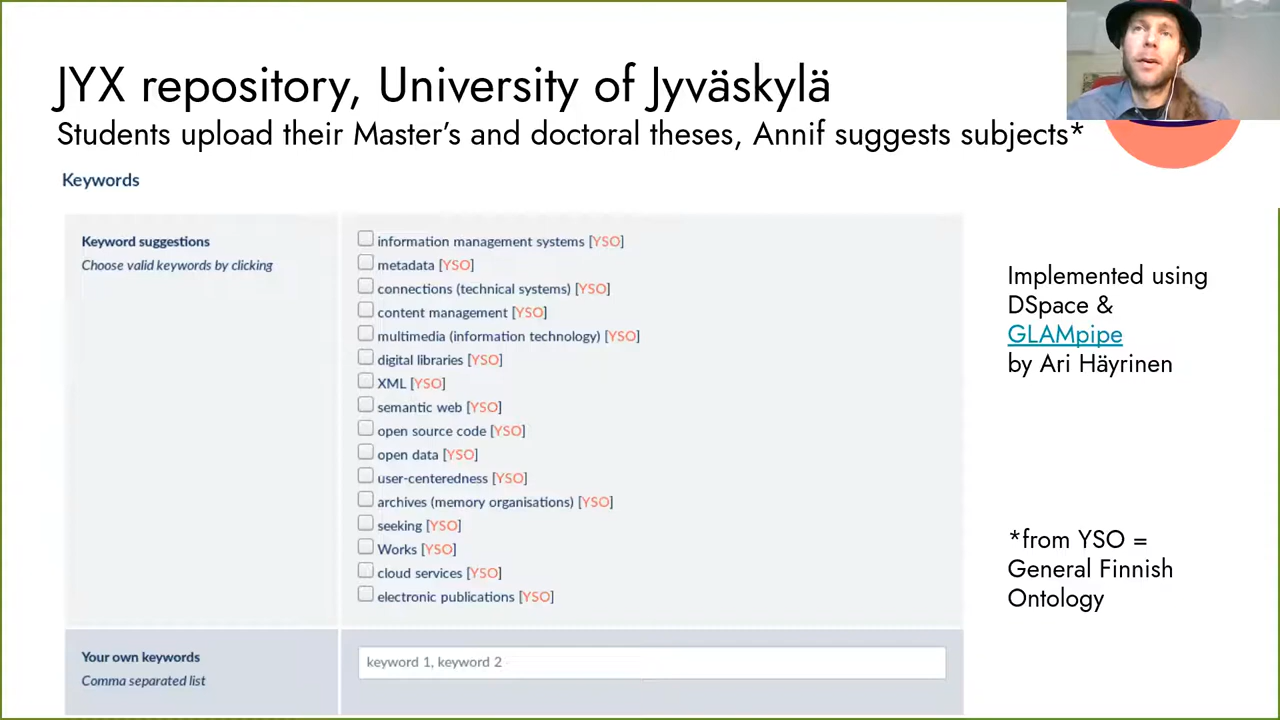 JYX repository, University of Jyväskylä
Students upload their Master's and doctoral theses, Annif suggests subjects*
Keywords
Keyword suggestions
Choose valid keywords by clicking
information management systems [YSO]
metadata [YSO]
connections (technical systems) [YSO]
content management [YSO]
multimedia (information technology) [YSO]
digital libraries [YSO]
XML [YSO]
semantic web [YSO]
open source code [YSO]
open data [YSO]
user-centeredness [YSO]
archives (memory organisations) [YSO]
seeking [YSO]
Works [YSO]
cloud services [YSO]
electronic publications [YSO]
Your own keywords
Comma separated list
keyword 1, keyword 2
Implemented using
DSpace &
GLAMpipe
by Ari Häyrinen
*from YSO =
General Finnish
Ontology